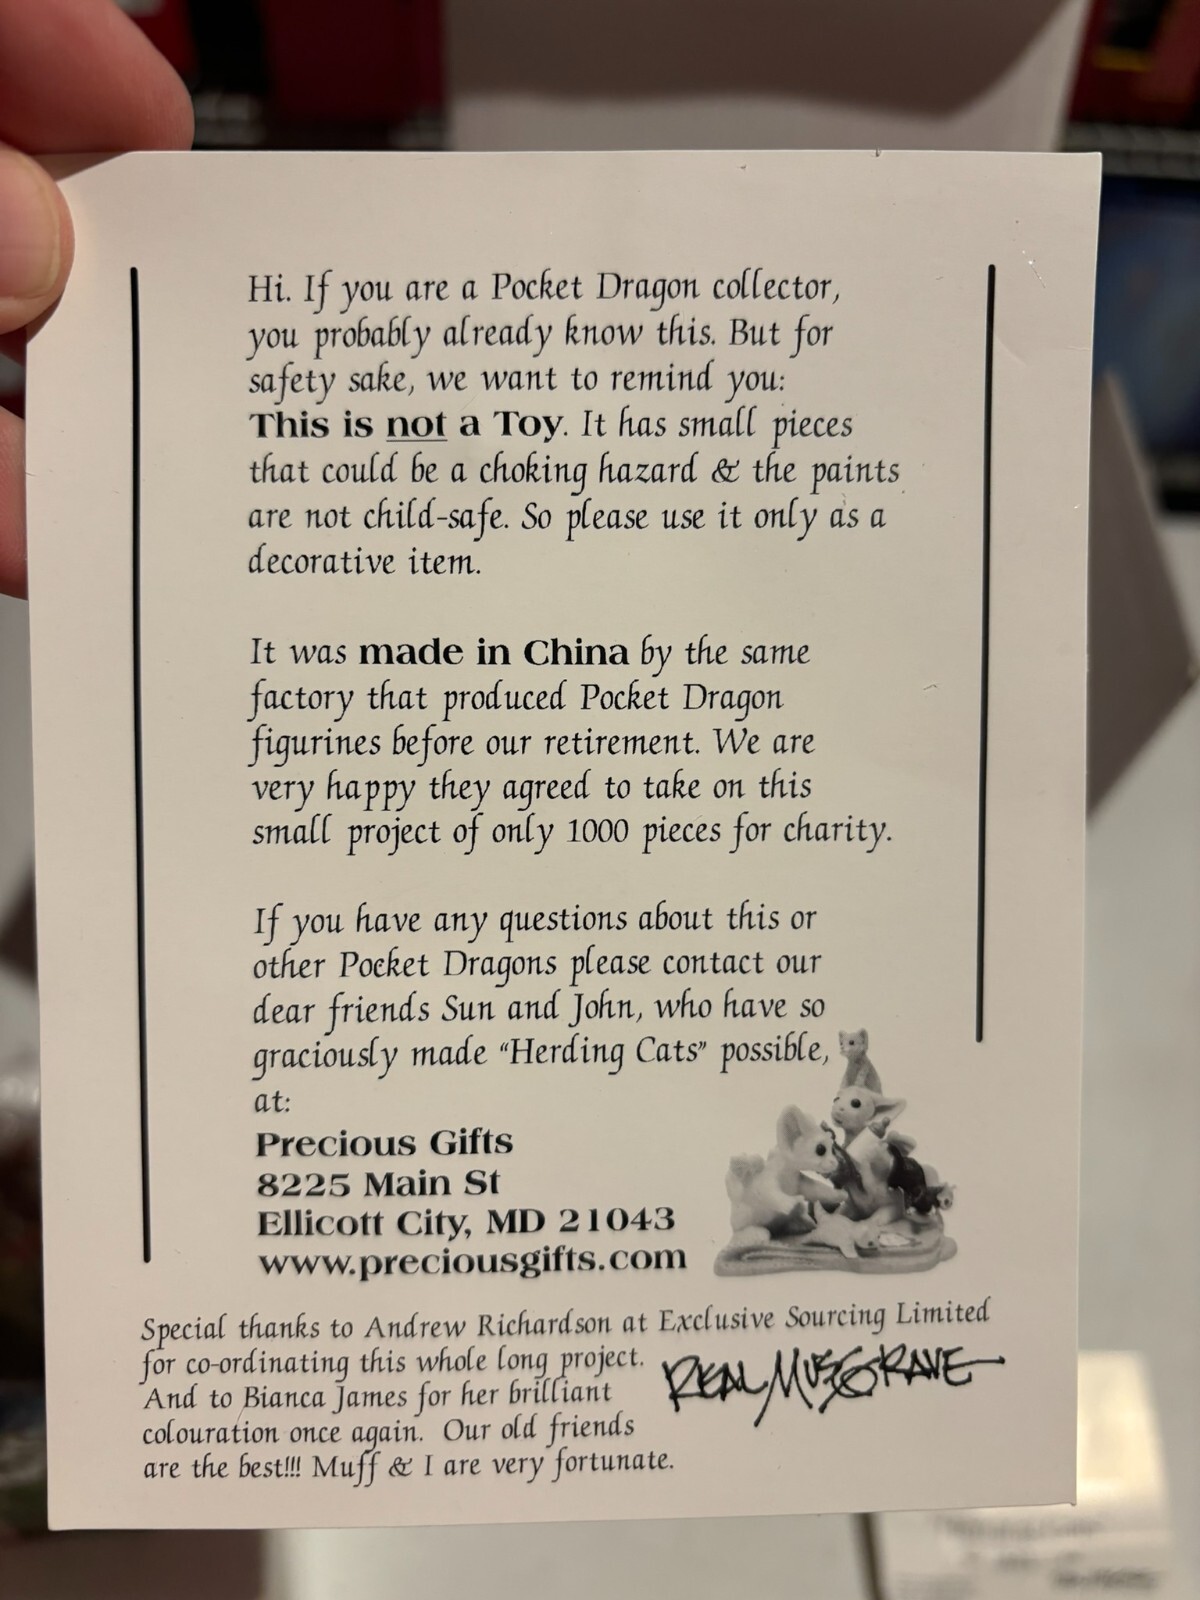 Hi. If you are a Pocket Dragon collector,
you probably already know this. But for
safety sake, we want to remind you:
This is not a Toy. It has small pieces
that could be a choking hazard & the paints
are not child-safe. So please use it only as a
decorative item.
It was made in China by the same
factory that produced Pocket Dragon
figurines before our retirement. We are
very happy they agreed to take on this
small project of only 1000 pieces for charity.
If you have any questions about this or
other Pocket Dragons please contact our
dear friends Sun and John, who have so
graciously made “Herding Cats” possible,
at:
Precious Gifts
8225 Main St
Ellicott City, MD 21043
www.preciousgifts.com
Special thanks to Andrew Richardson at Exclusive Sourcing Limited
for co-ordinating this whole long project.
And to Bianca James for her brilliant
colouration once again. Our old friends
are the best!!! Muff & I are very fortunate.
REAL MUSGRAVE